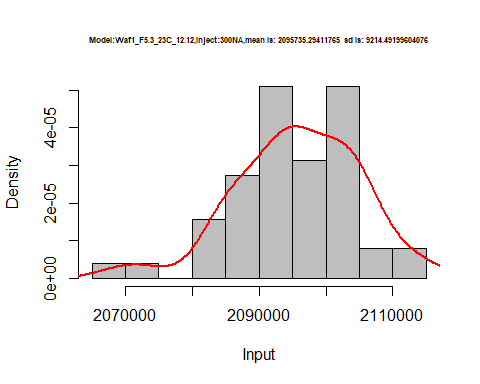 Model:Waf1_F5.3_23C_12.12,Inject:300NA,mean is: 2095735.29411765 sd is: 9214.49199604076
Density
4e-05
2e-05
0e+00
2070000 2090000 2110000
Input